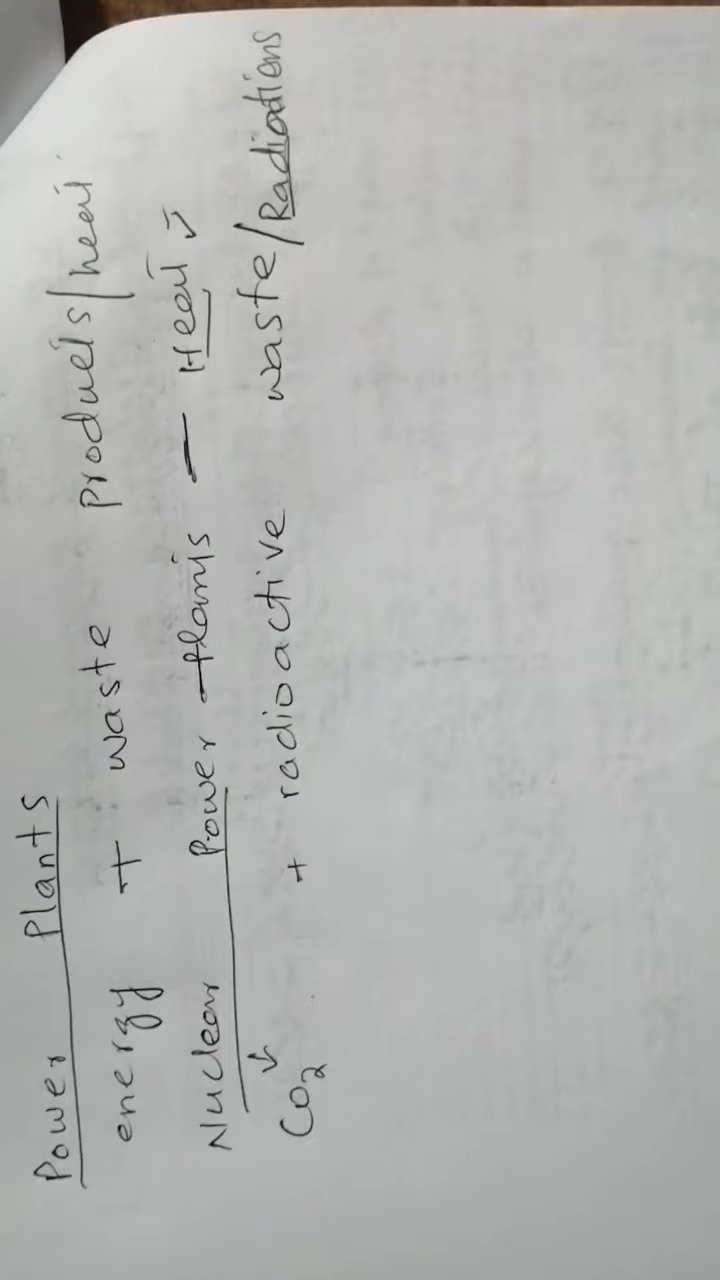 Power Plants
energy + waste products/heat
Nuclear Power Plants — Heat
CO2 + radioactive waste/Radiations